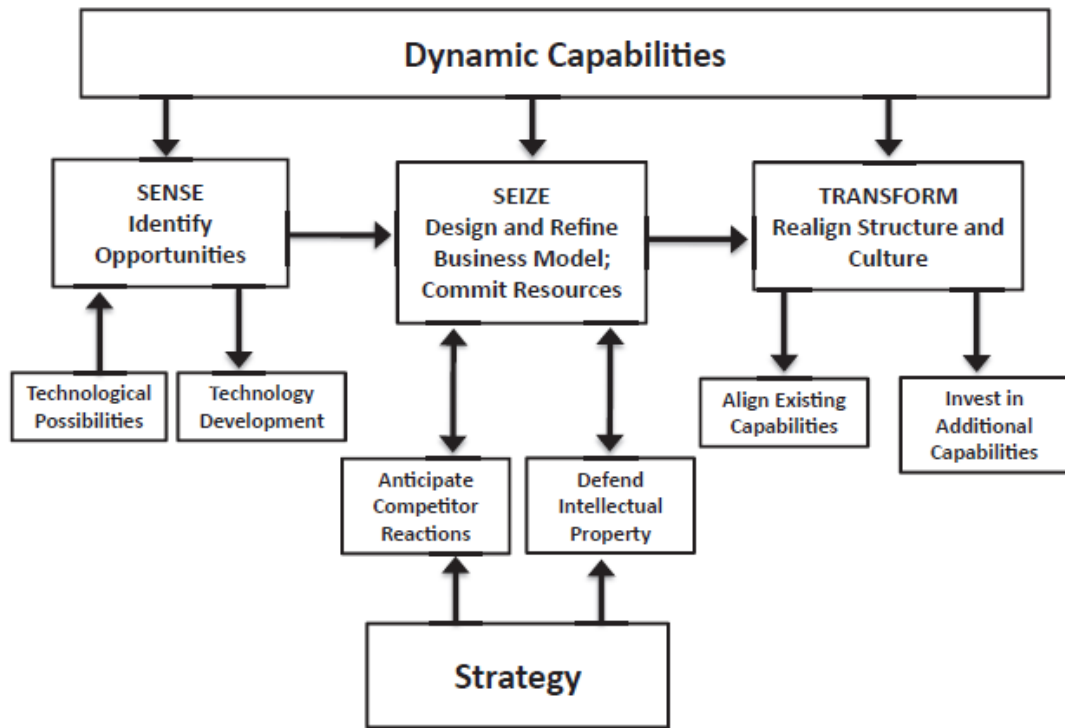 Dynamic Capabilities
SENSE
Identify
Opportunities
SEIZE
Design and Refine
Business Model;
Commit Resources
TRANSFORM
Realign Structure and
Culture
Technological
Possibilities
Technology
Development
Align Existing
Capabilities
Invest in
Additional
Capabilities
Anticipate
Competitor
Reactions
Defend
Intellectual
Property
Strategy